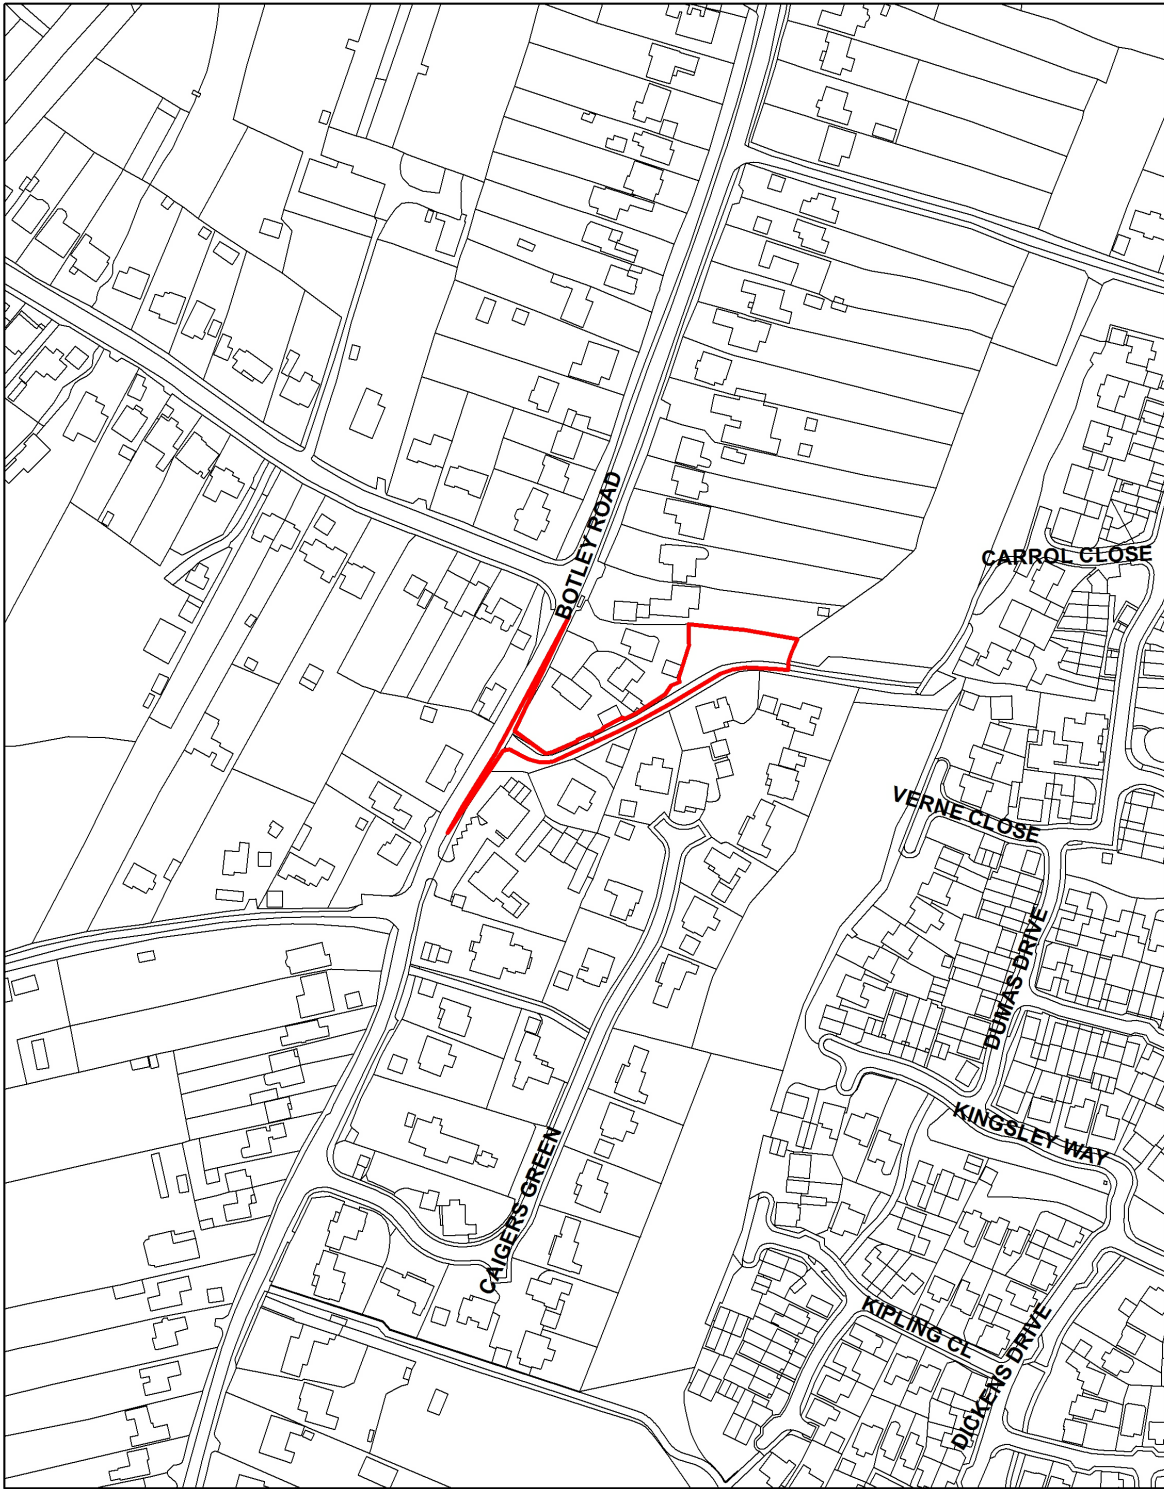 BOTLEY ROAD
CARROL CLOSE
VERNE CLOSE
DUMAS DRIVE
KINGSLEY WAY
CAIGERS GREEN
KIPLING CL
DICKENS DRIVE